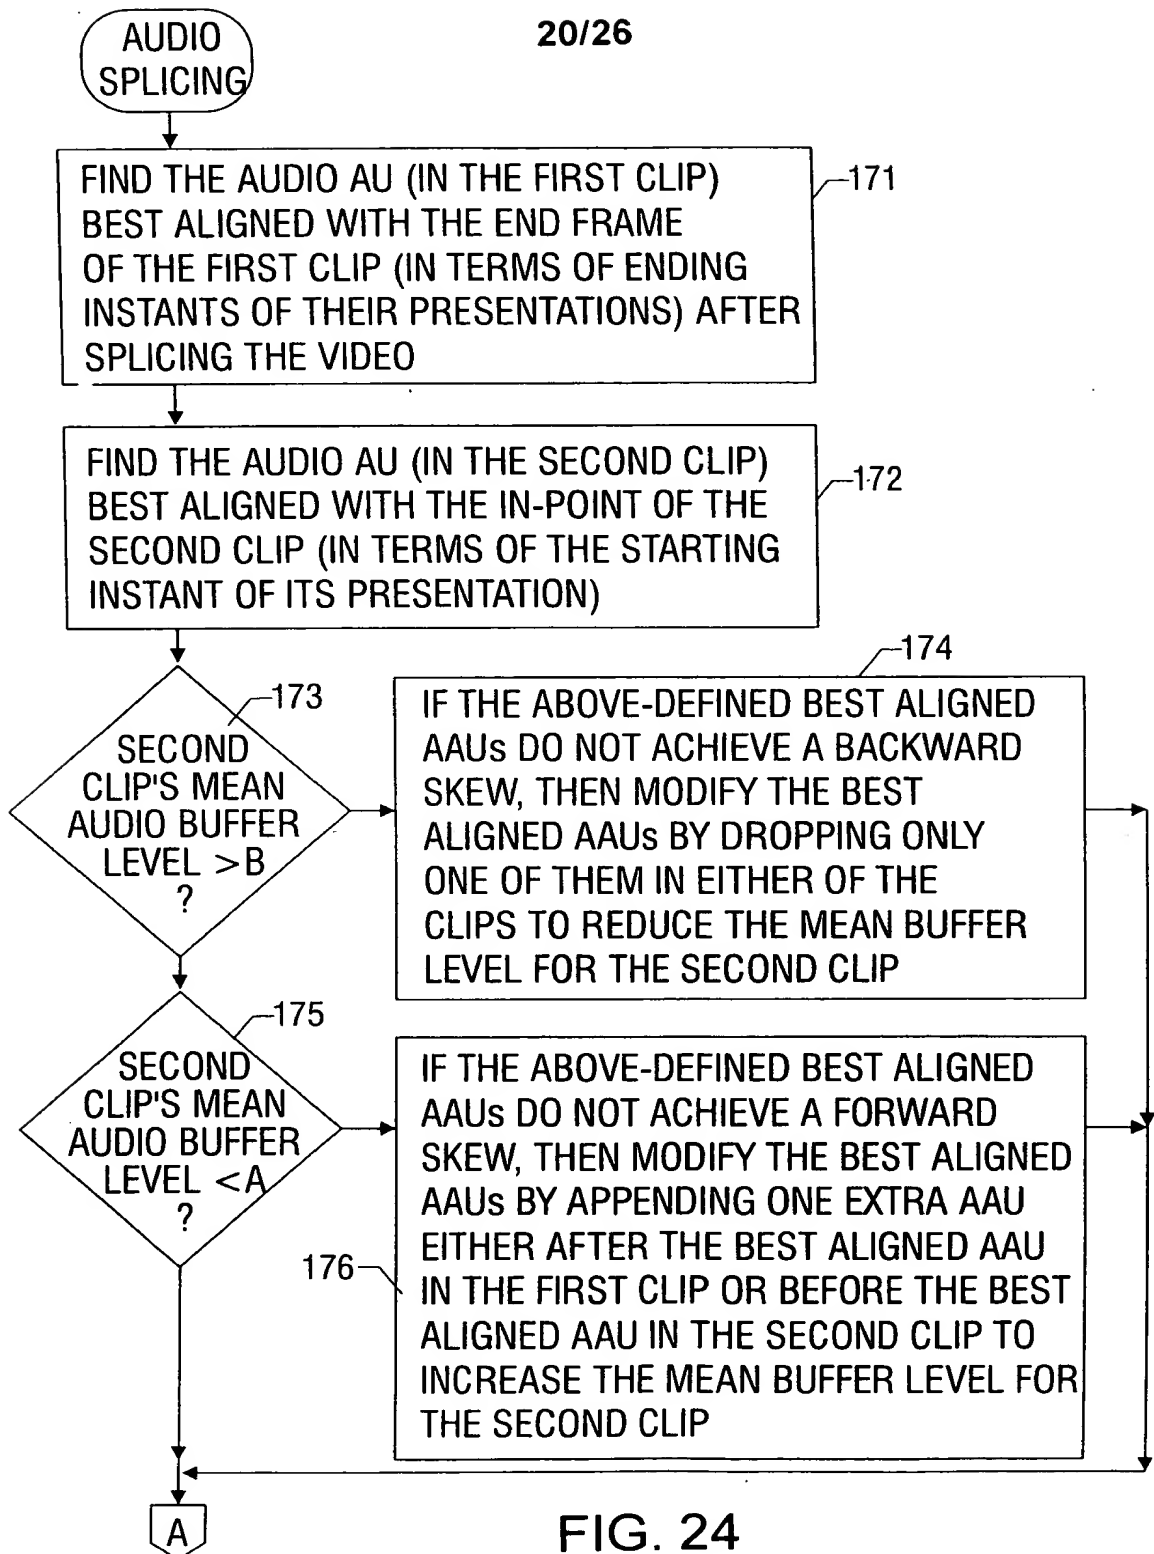 20/26
AUDIO
SPLICING
FIND THE AUDIO AU (IN THE FIRST CLIP)
BEST ALIGNED WITH THE END FRAME
OF THE FIRST CLIP (IN TERMS OF ENDING
INSTANTS OF THEIR PRESENTATIONS) AFTER
SPLICING THE VIDEO
171
FIND THE AUDIO AU (IN THE SECOND CLIP)
BEST ALIGNED WITH THE IN-POINT OF THE
SECOND CLIP (IN TERMS OF THE STARTING
INSTANT OF ITS PRESENTATION)
172
173
SECOND
CLIP'S MEAN
AUDIO BUFFER
LEVEL >B
?
174
IF THE ABOVE-DEFINED BEST ALIGNED
AAUs DO NOT ACHIEVE A BACKWARD
SKEW, THEN MODIFY THE BEST
ALIGNED AAUs BY DROPPING ONLY
ONE OF THEM IN EITHER OF THE
CLIPS TO REDUCE THE MEAN BUFFER
LEVEL FOR THE SECOND CLIP
175
SECOND
CLIP'S MEAN
AUDIO BUFFER
LEVEL <A
?
176
IF THE ABOVE-DEFINED BEST ALIGNED
AAUs DO NOT ACHIEVE A FORWARD
SKEW, THEN MODIFY THE BEST ALIGNED
AAUs BY APPENDING ONE EXTRA AAU
EITHER AFTER THE BEST ALIGNED AAU
IN THE FIRST CLIP OR BEFORE THE BEST
ALIGNED AAU IN THE SECOND CLIP TO
INCREASE THE MEAN BUFFER LEVEL FOR
THE SECOND CLIP
A
FIG. 24